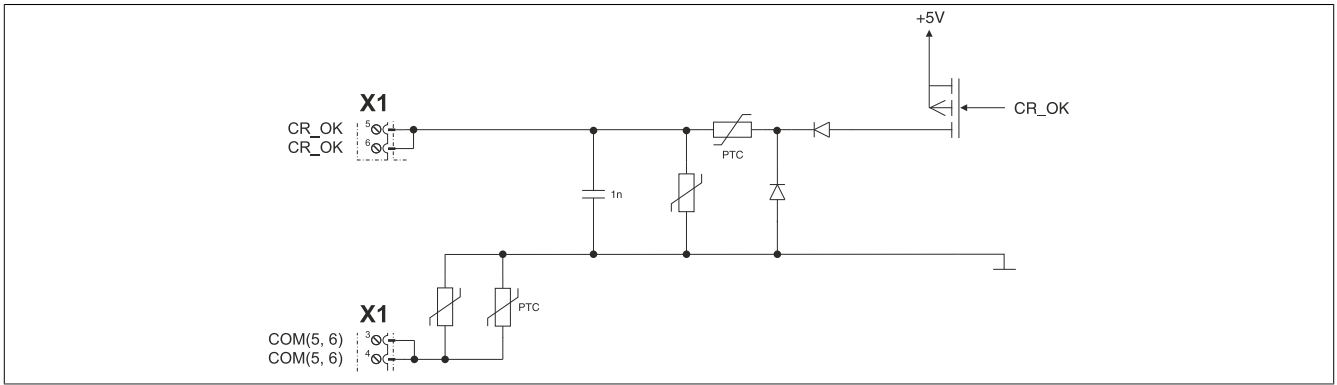 +5V
CR_OK
X1
CR_OK 5
CR_OK 6
PTC
1n
PTC
X1
COM(5, 6) 3
COM(5, 6) 4